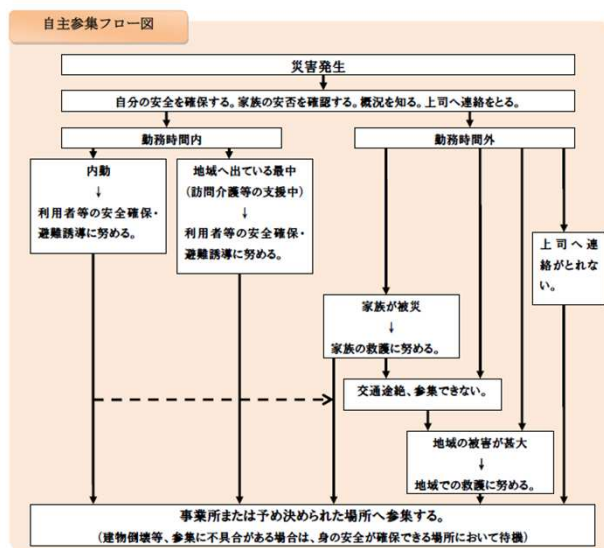 自主参集フロー図
災害発生
自分の安全を確保する。家族の安否を確認する。概況を知る。上司へ連絡をとる。
勤務時間内
勤務時間外
内勤
↓
利用者等の安全確保・
避難誘導に努める。
地域へ出ている最中
(訪問介護等の支援中)
↓
利用者等の安全確保・
避難誘導に努める。
上司へ連
絡がとれ
ない。
家族が被災
↓
家族の救護に努める。
交通途絶、参集できない。
地域の被害が甚大
↓
地域での救護に努める。
事業所または予め決められた場所へ参集する。
(建物倒壊等、参集に不具合がある場合は、身の安全が確保できる場所において待機)